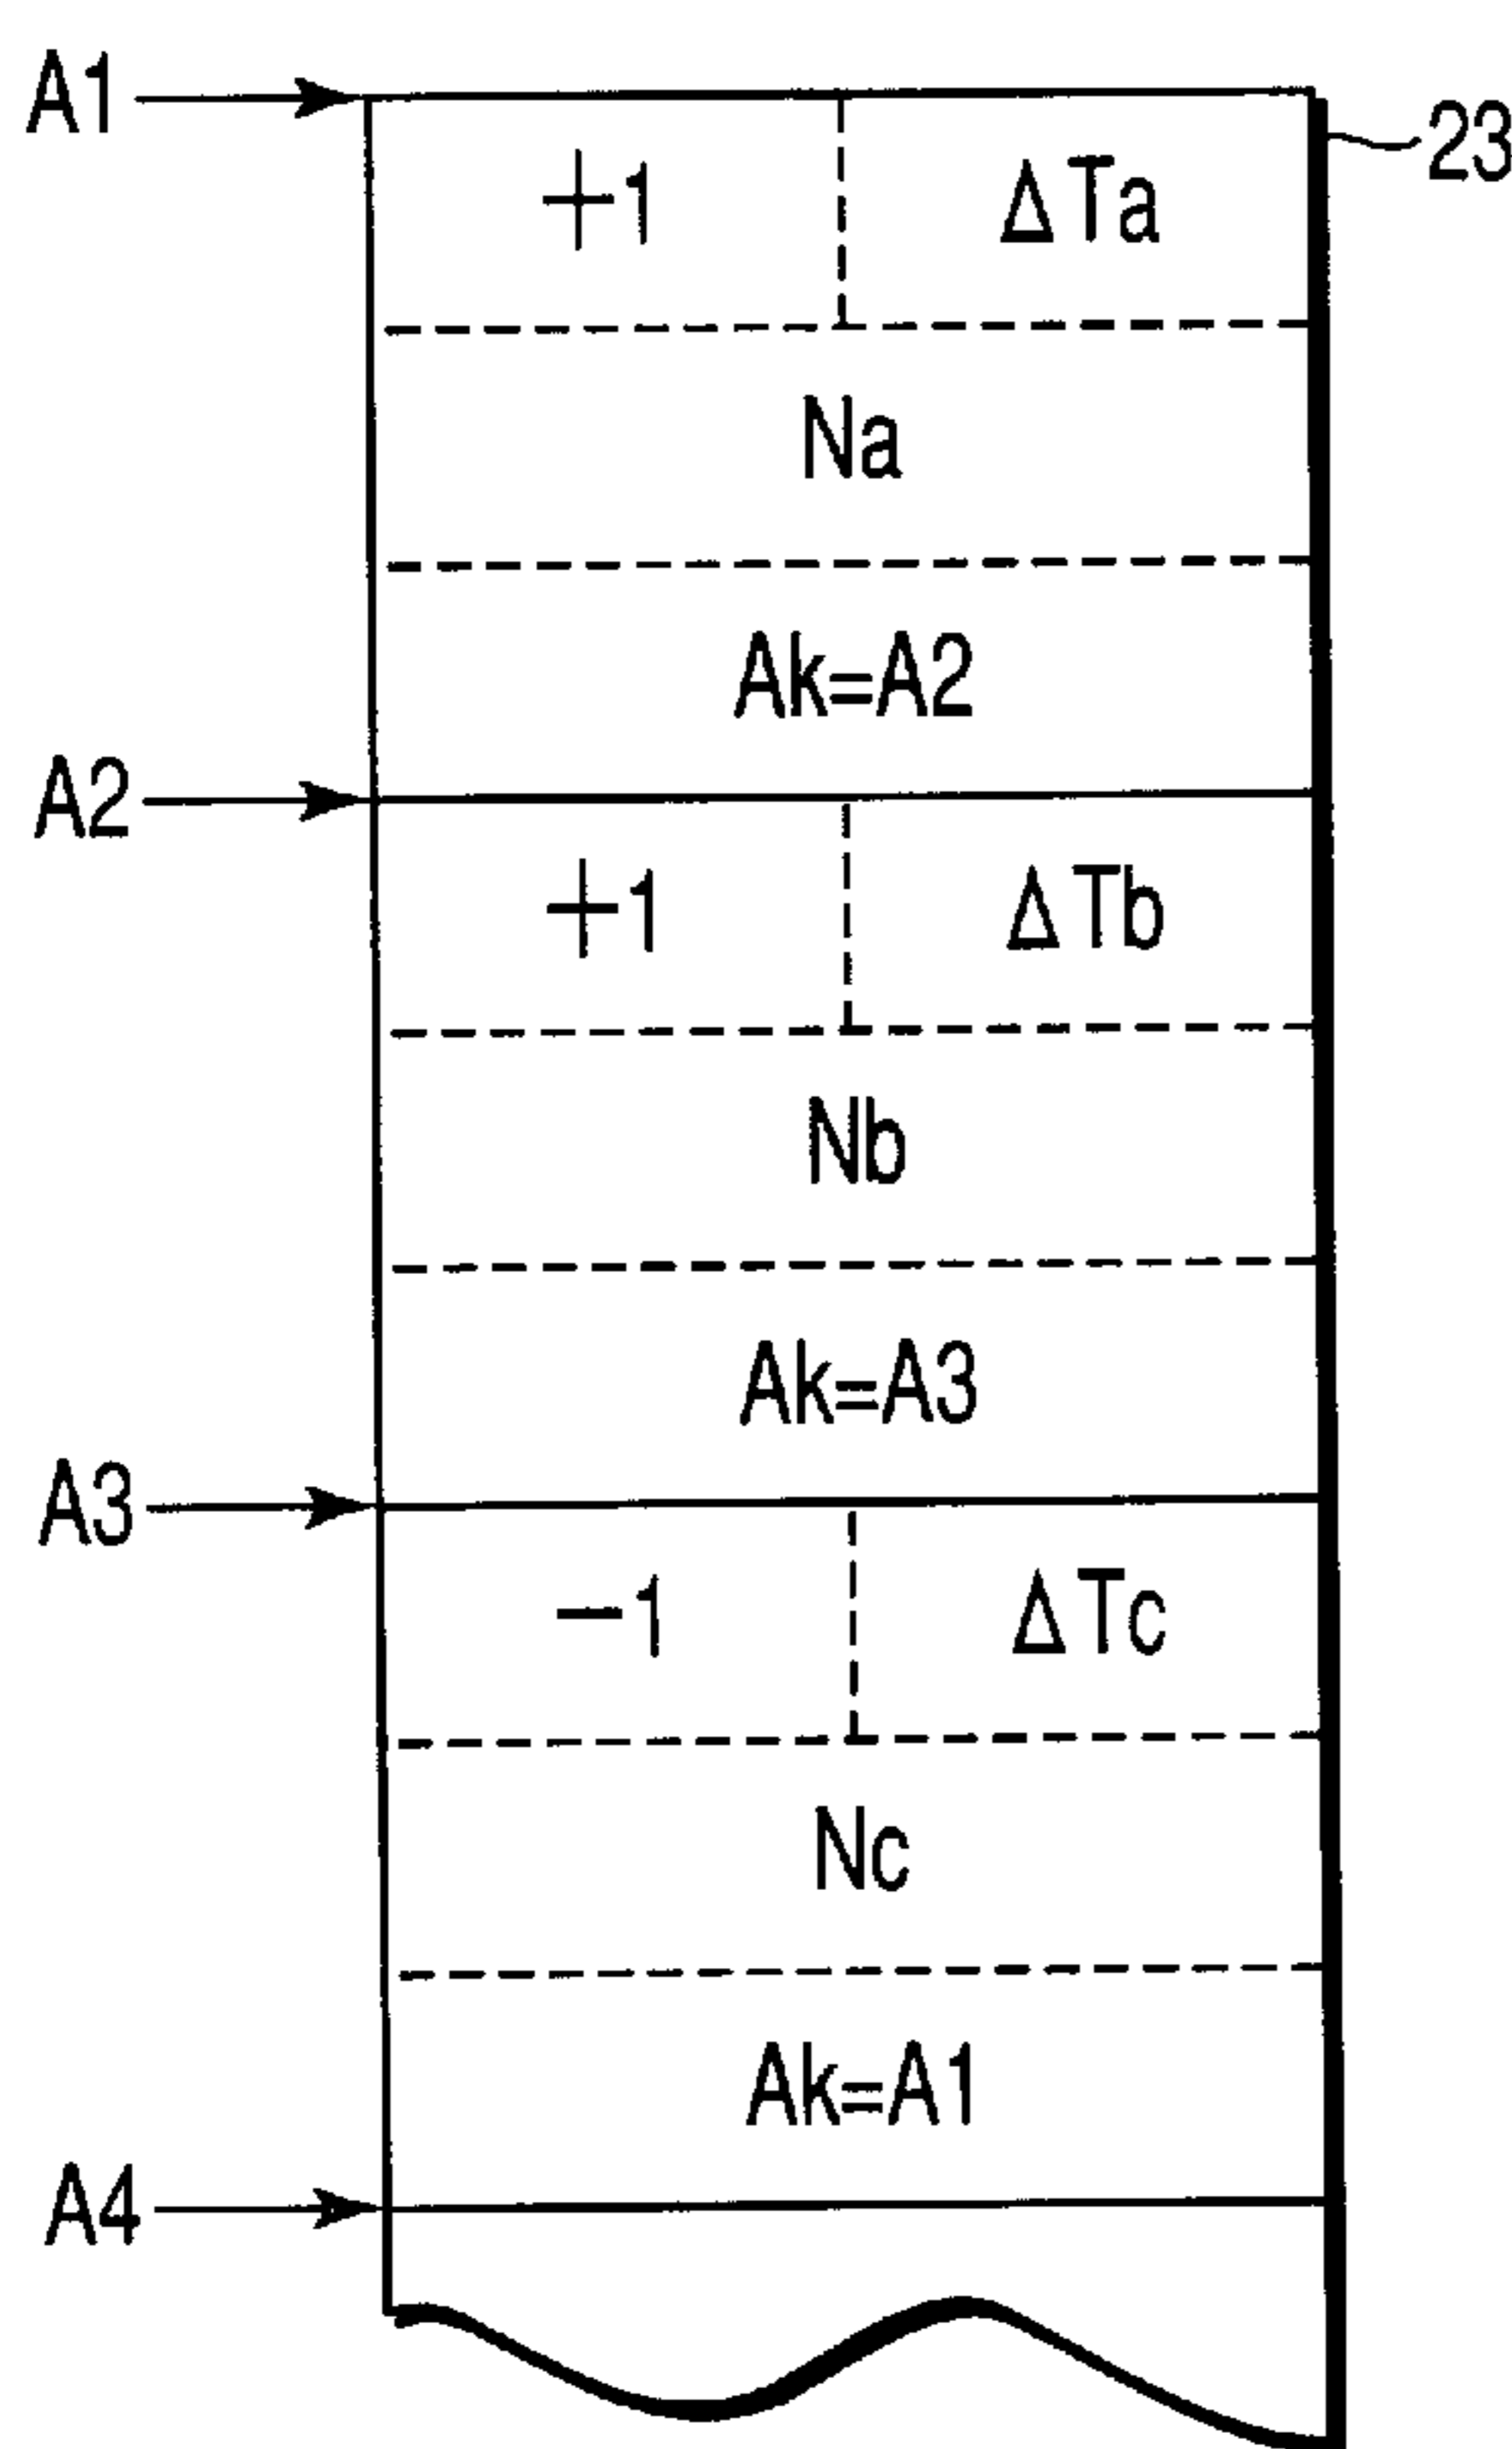 A1
23
+1 ΔTa
Na
Ak=A2
A2
+1 ΔTb
Nb
Ak=A3
A3
−1 ΔTc
Nc
Ak=A1
A4